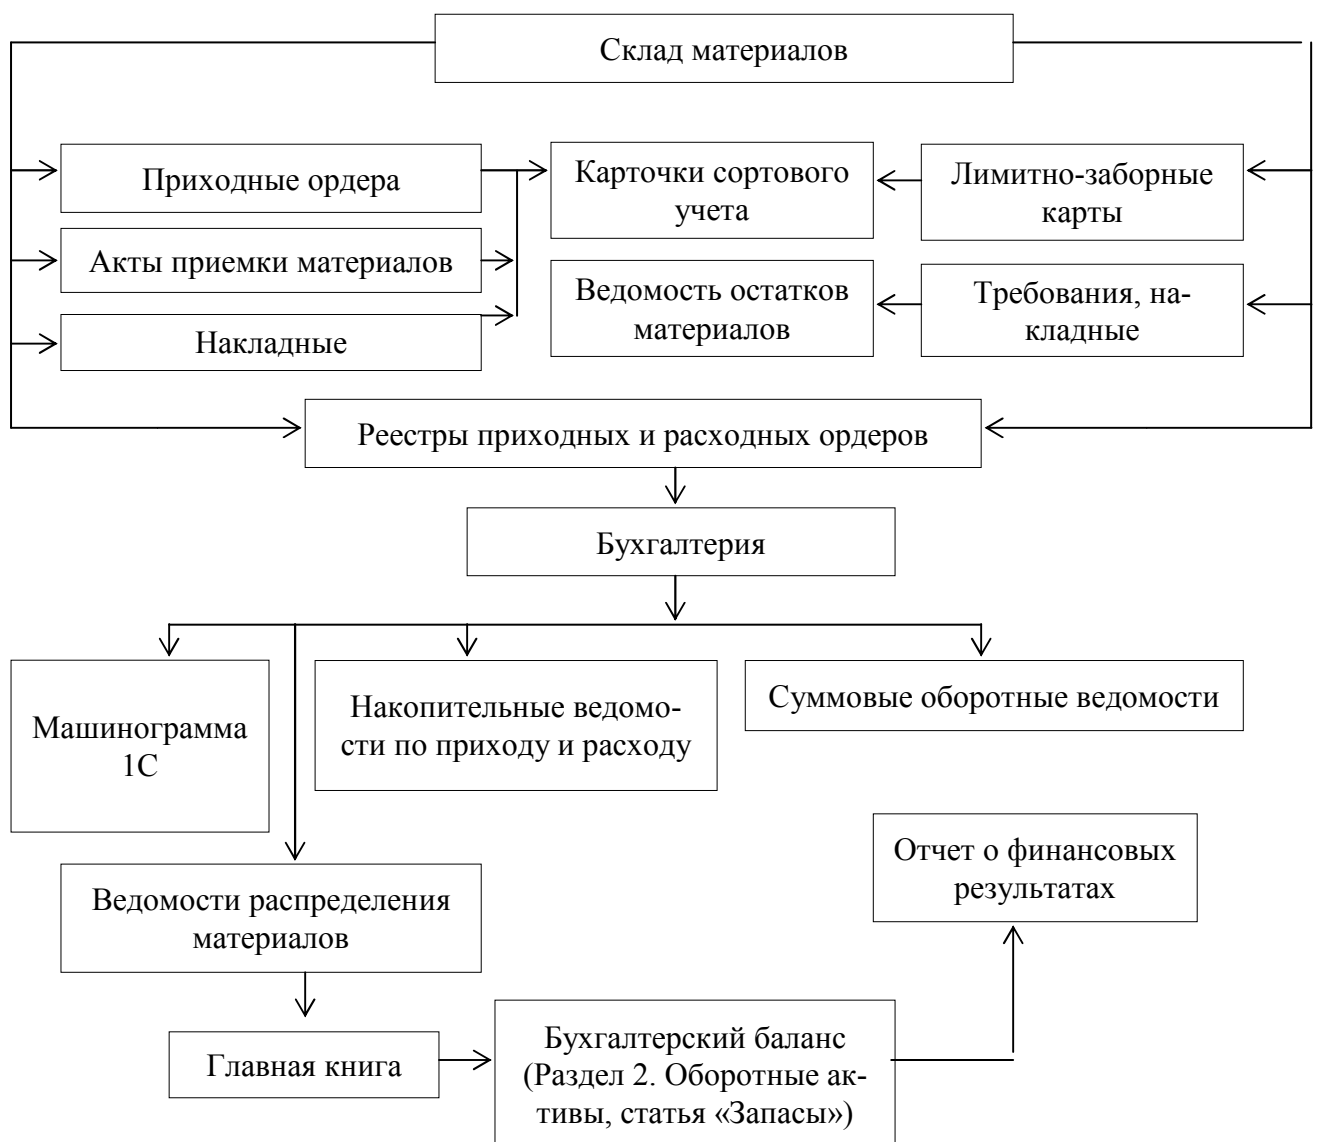 Склад материалов
Приходные ордера
Карточки сортового
учета
Лимитно-заборные
карты
Акты приемки материалов
Ведомость остатков
материалов
Требования, на-
кладные
Накладные
Реестры приходных и расходных ордеров
Бухгалтерия
Машинограмма
1С
Накопительные ведомо-
сти по приходу и расходу
Суммовые оборотные ведомости
Отчет о финансовых
результатах
Ведомости распределения
материалов
Главная книга
Бухгалтерский баланс
(Раздел 2. Оборотные ак-
тивы, статья «Запасы»)